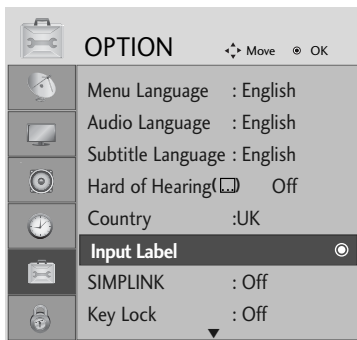 OPTION Move OK
Menu Language : English
Audio Language : English
Subtitle Language : English
Hard of Hearing( ) Off
Country :UK
Input Label
SIMPLINK : Off
Key Lock : Off